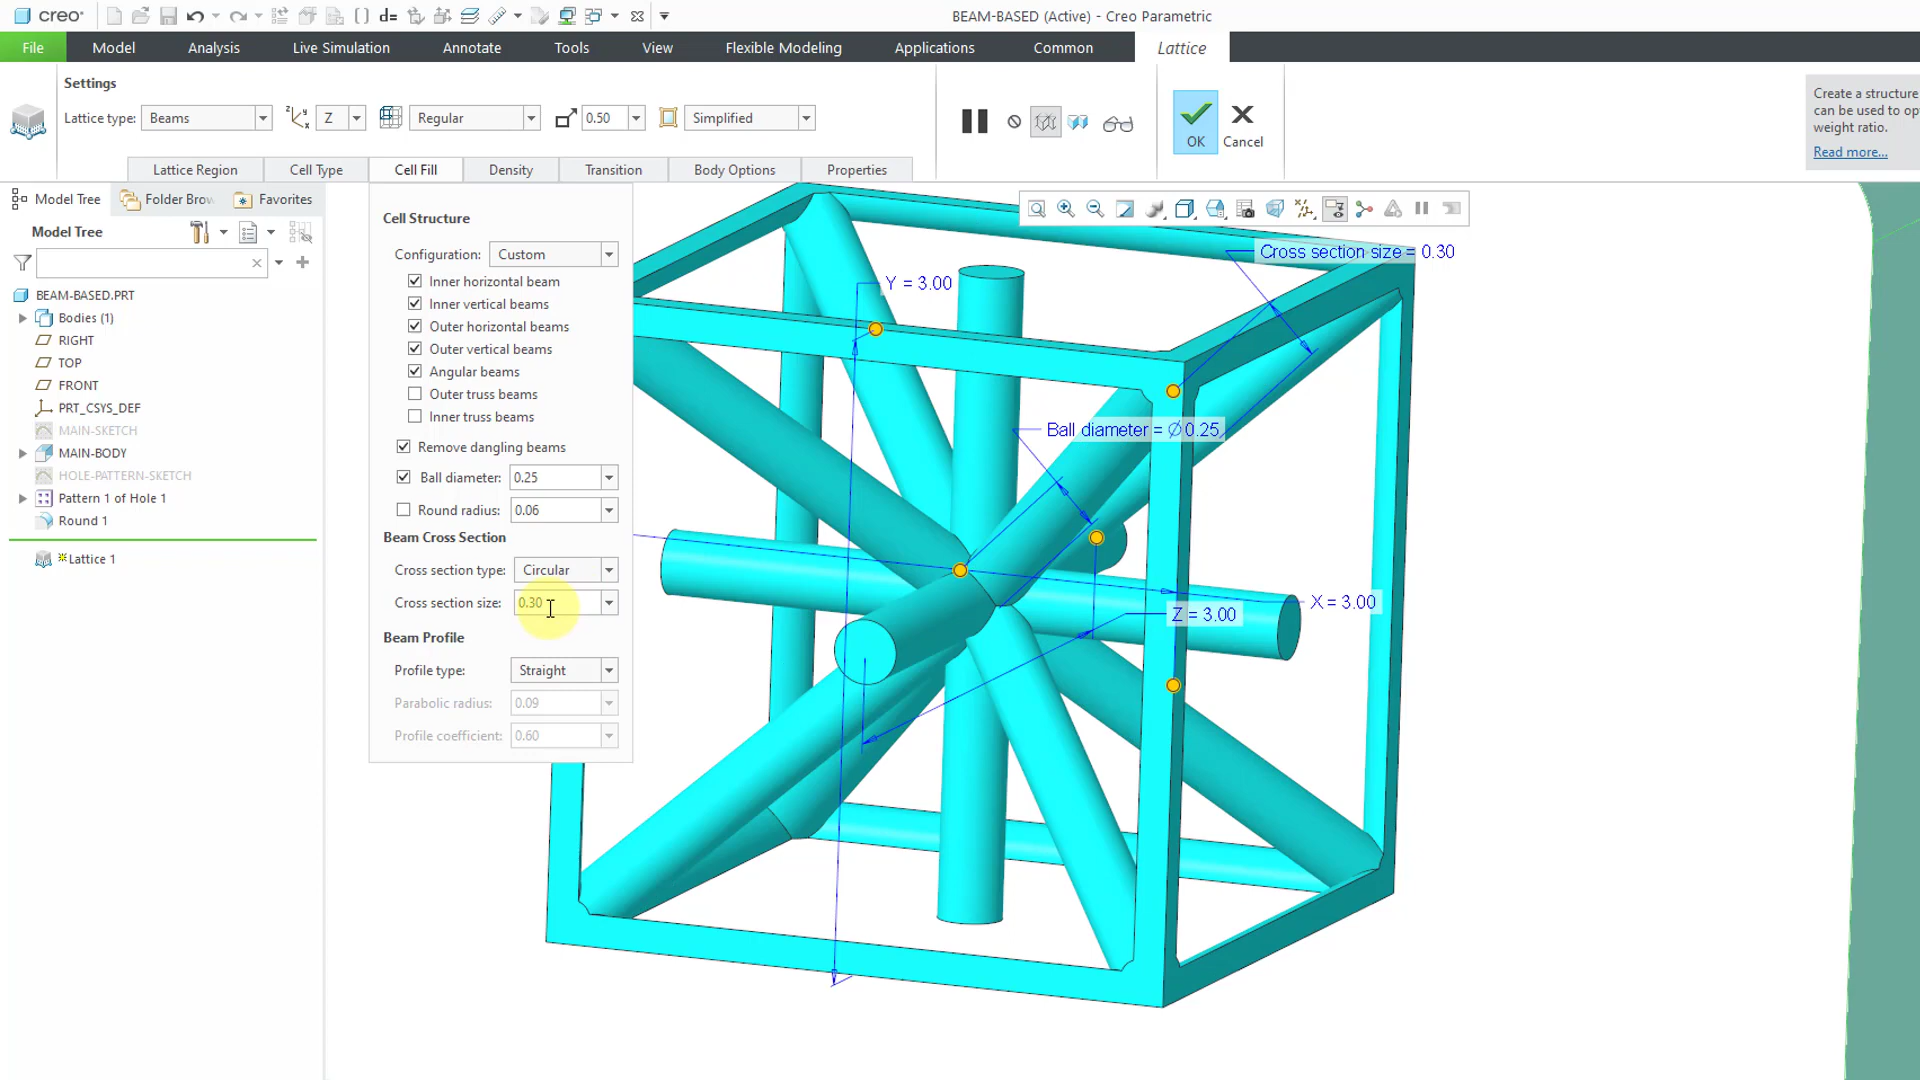 creo
d=
BEAM-BASED (Active) - Creo Parametric
File
Model
Analysis
Live Simulation
Annotate
Tools
View
Flexible Modeling
Applications
Common
Lattice
Settings
Lattice type:
Beams
Z
Regular
0.50
Simplified
OK
Cancel
Create a structure
can be used to op
weight ratio.
Read more...
Lattice Region
Cell Type
Cell Fill
Density
Transition
Body Options
Properties
Model Tree
Folder Brow
Favorites
Model Tree
BEAM-BASED.PRT
Bodies (1)
RIGHT
TOP
FRONT
PRT_CSYS_DEF
MAIN-SKETCH
MAIN-BODY
HOLE-PATTERN-SKETCH
Pattern 1 of Hole 1
Round 1
Lattice 1
Cell Structure
Configuration:
Custom
Inner horizontal beam
Inner vertical beams
Outer horizontal beams
Outer vertical beams
Angular beams
Outer truss beams
Inner truss beams
Remove dangling beams
Ball diameter:
0.25
Round radius:
0.06
Beam Cross Section
Cross section type:
Circular
Cross section size:
0.30
Beam Profile
Profile type:
Straight
Parabolic radius:
0.09
Profile coefficient:
0.60
Cross section size = 0.30
Y = 3.00
Ball diameter = Ø 0.25
X = 3.00
Z = 3.00